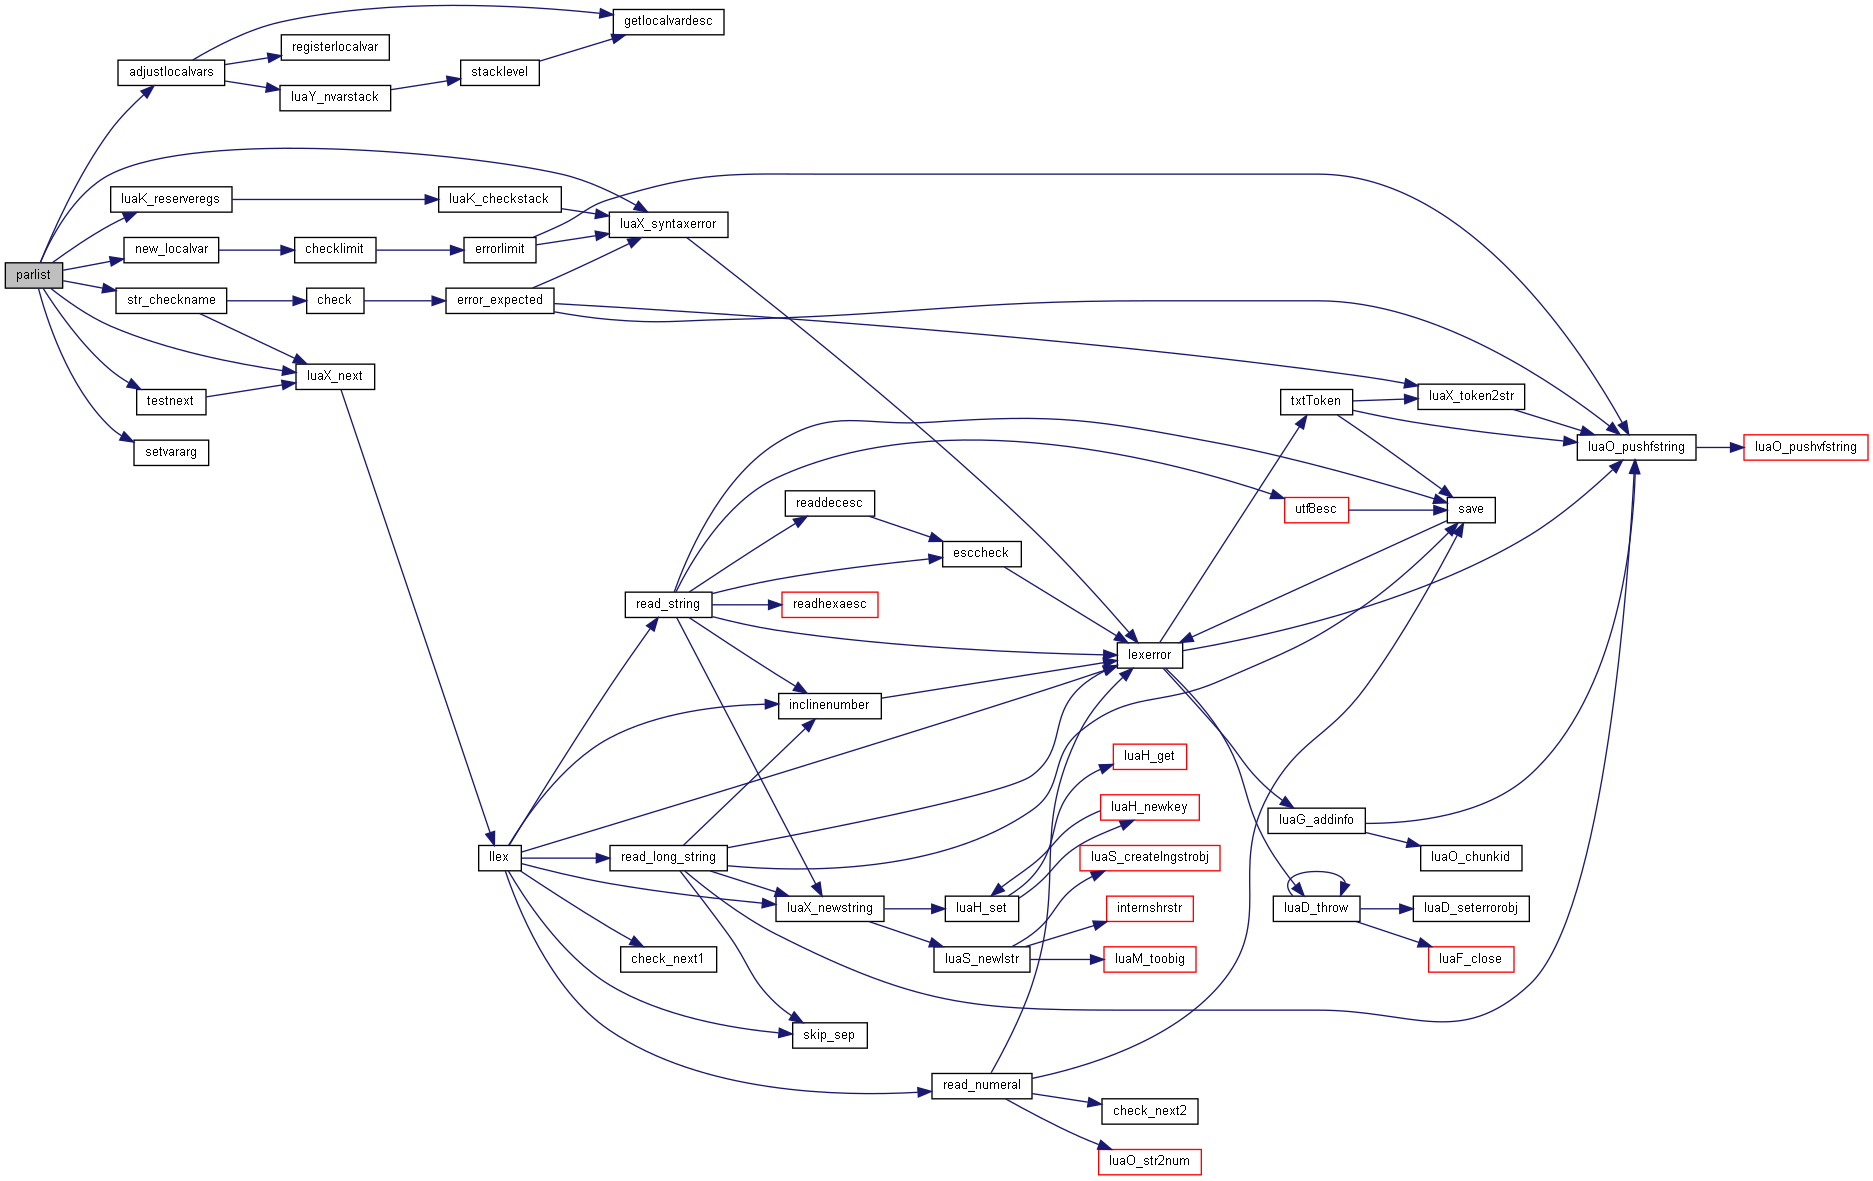 getlocalvardesc
registerlocalvar
adjustlocalvars
stacklevel
luaY_nvarstack
luaK_reserveregs
luaK_checkstack
luaX_syntaxerror
new_localvar
checklimit
errorlimit
parlist
str_checkname
check
error_expected
luaX_next
testnext
txtToken
luaX_token2str
setvararg
luaO_pushfstring
luaO_pushvfstring
readdecesc
utf8esc
save
esccheck
read_string
readhexaesc
lexerror
inclinenumber
luaH_get
luaH_newkey
luaG_addinfo
llex
read_long_string
luaS_createlngstrobj
luaO_chunkid
luaX_newstring
luaH_set
internshrstr
luaD_throw
luaD_seterrorobj
check_next1
luaS_newlstr
luaM_toobig
luaF_close
skip_sep
read_numeral
check_next2
luaO_str2num